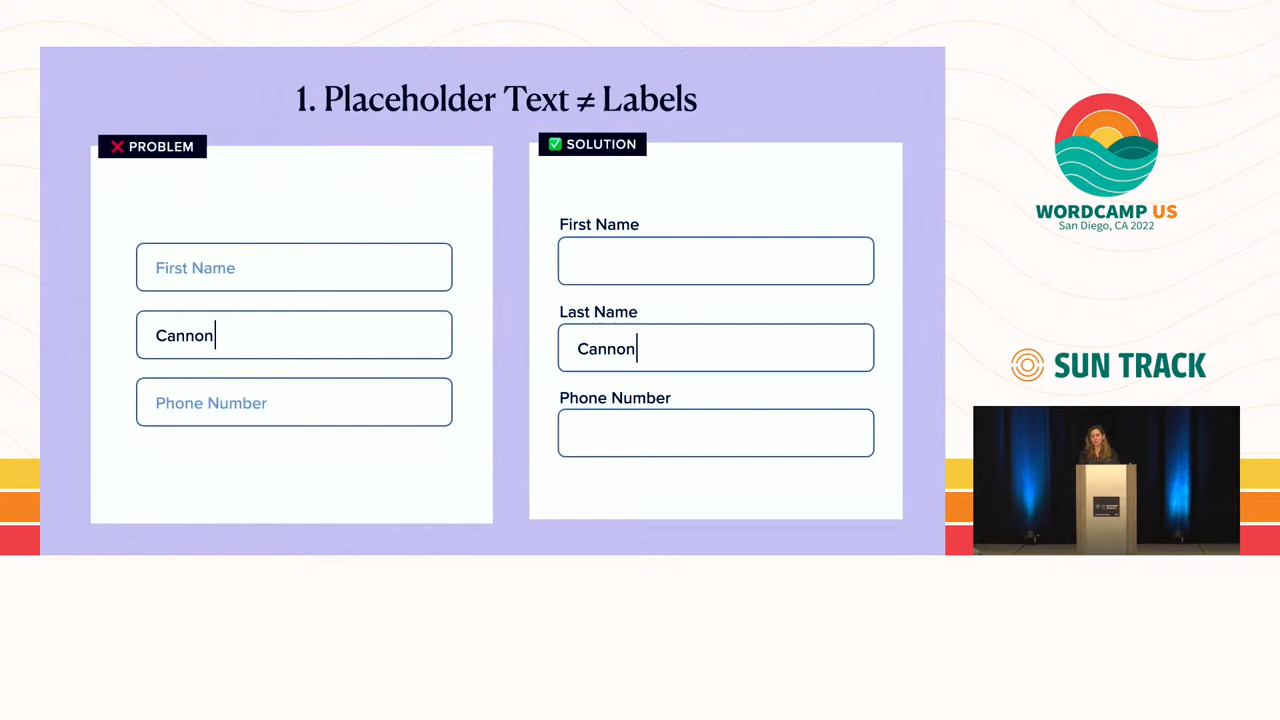 1. Placeholder Text ≠ Labels
❌ PROBLEM
First Name
Cannon
Phone Number
✅ SOLUTION
First Name
Last Name
Cannon
Phone Number
WORDCAMP US
San Diego, CA 2022
SUN TRACK